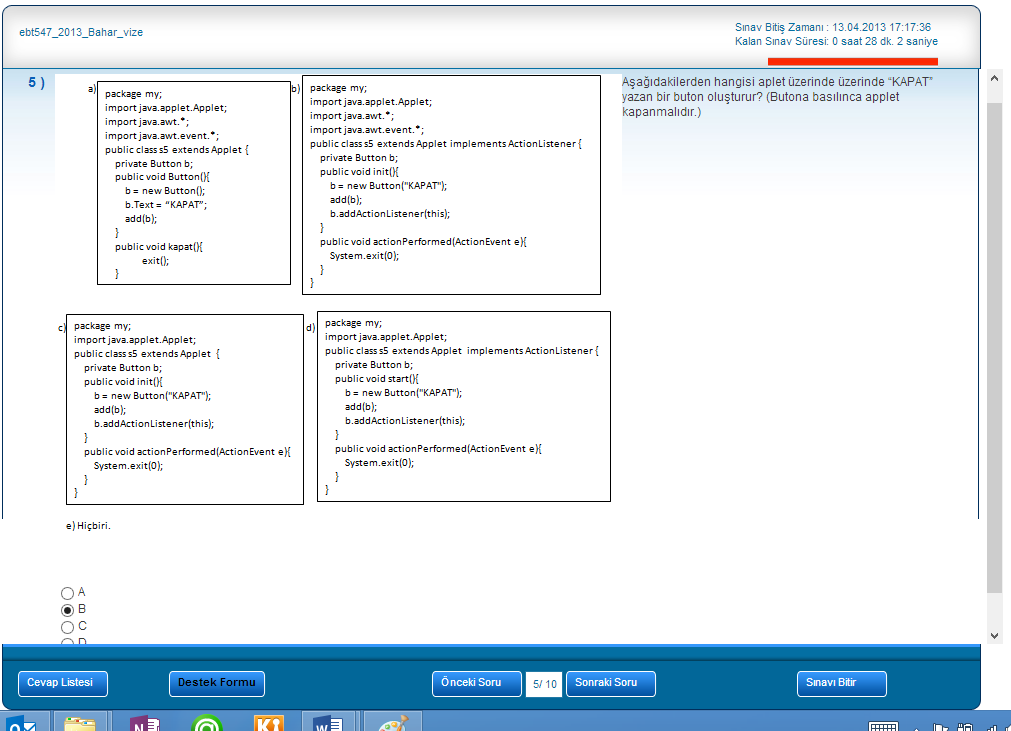 ebt547_2013_Bahar_vize
Sınav Bitiş Zamanı : 13.04.2013 17:17:36
Kalan Sınav Süresi: 0 saat 28 dk. 2 saniye
5 )
Aşağıdakilerden hangisi aplet üzerinde üzerinde “KAPAT”
yazan bir buton oluşturur? (Butona basılınca applet
kapanmalıdır.)
a)
package my;
import java.applet.Applet;
import java.awt.*;
import java.awt.event.*;
public class s5 extends Applet {
private Button b;
public void Button(){
b = new Button();
b.Text = “KAPAT”;
add(b);
}
public void kapat(){
exit();
}
b)
package my;
import java.applet.Applet;
import java.awt.*;
import java.awt.event.*;
public class s5 extends Applet implements ActionListener {
private Button b;
public void init(){
b = new Button("KAPAT");
add(b);
b.addActionListener(this);
}
public void actionPerformed(ActionEvent e){
System.exit(0);
}
}
c)
package my;
import java.applet.Applet;
public class s5 extends Applet {
private Button b;
public void init(){
b = new Button("KAPAT");
add(b);
b.addActionListener(this);
}
public void actionPerformed(ActionEvent e){
System.exit(0);
}
}
d)
package my;
import java.applet.Applet;
public class s5 extends Applet implements ActionListener {
private Button b;
public void start(){
b = new Button("KAPAT");
add(b);
b.addActionListener(this);
}
public void actionPerformed(ActionEvent e){
System.exit(0);
}
}
e) Hiçbiri.
A
B
C
D
Cevap Listesi
Destek Formu
Önceki Soru
5/ 10
Sonraki Soru
Sınavı Bitir